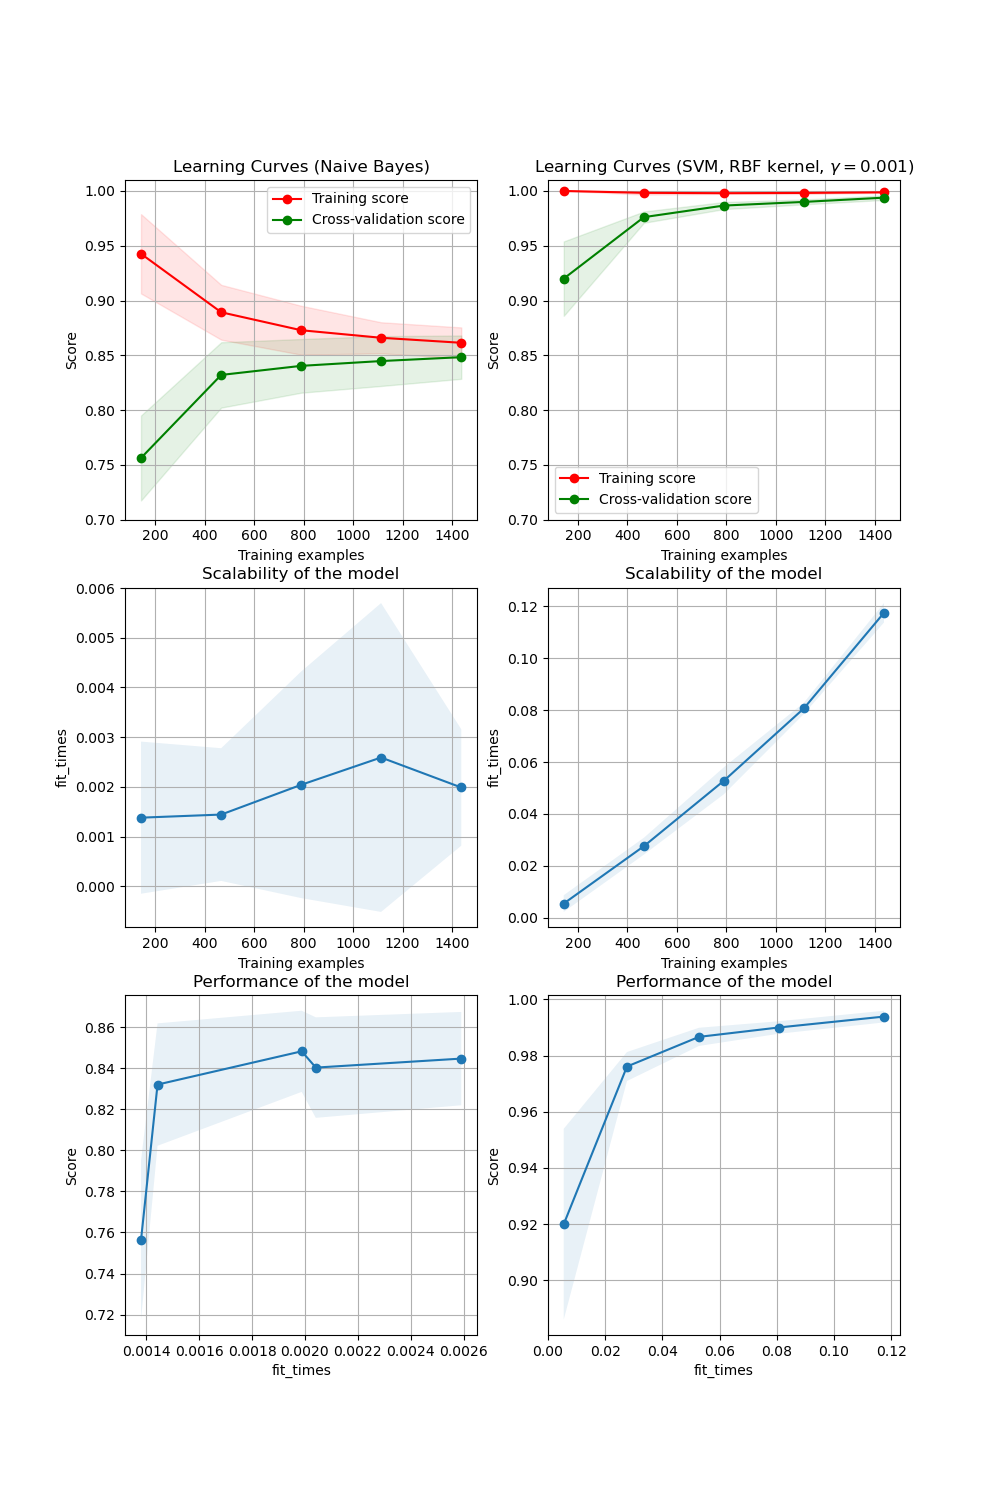 Learning Curves (Naive Bayes)
1.00
0.95
0.90
0.85
0.80
0.75
0.70
Score
Training score
Cross-validation score
200 400 600 800 1000 1200 1400
Training examples
Learning Curves (SVM, RBF kernel, γ = 0.001)
1.00
0.95
0.90
0.85
0.80
0.75
0.70
Score
Training score
Cross-validation score
200 400 600 800 1000 1200 1400
Training examples
Scalability of the model
0.006
0.005
0.004
0.003
0.002
0.001
0.000
fit_times
200 400 600 800 1000 1200 1400
Training examples
Scalability of the model
0.12
0.10
0.08
0.06
0.04
0.02
0.00
fit_times
200 400 600 800 1000 1200 1400
Training examples
Performance of the model
0.86
0.84
0.82
0.80
0.78
0.76
0.74
0.72
Score
0.0014 0.0016 0.0018 0.0020 0.0022 0.0024 0.0026
fit_times
Performance of the model
1.00
0.98
0.96
0.94
0.92
0.90
Score
0.00 0.02 0.04 0.06 0.08 0.10 0.12
fit_times